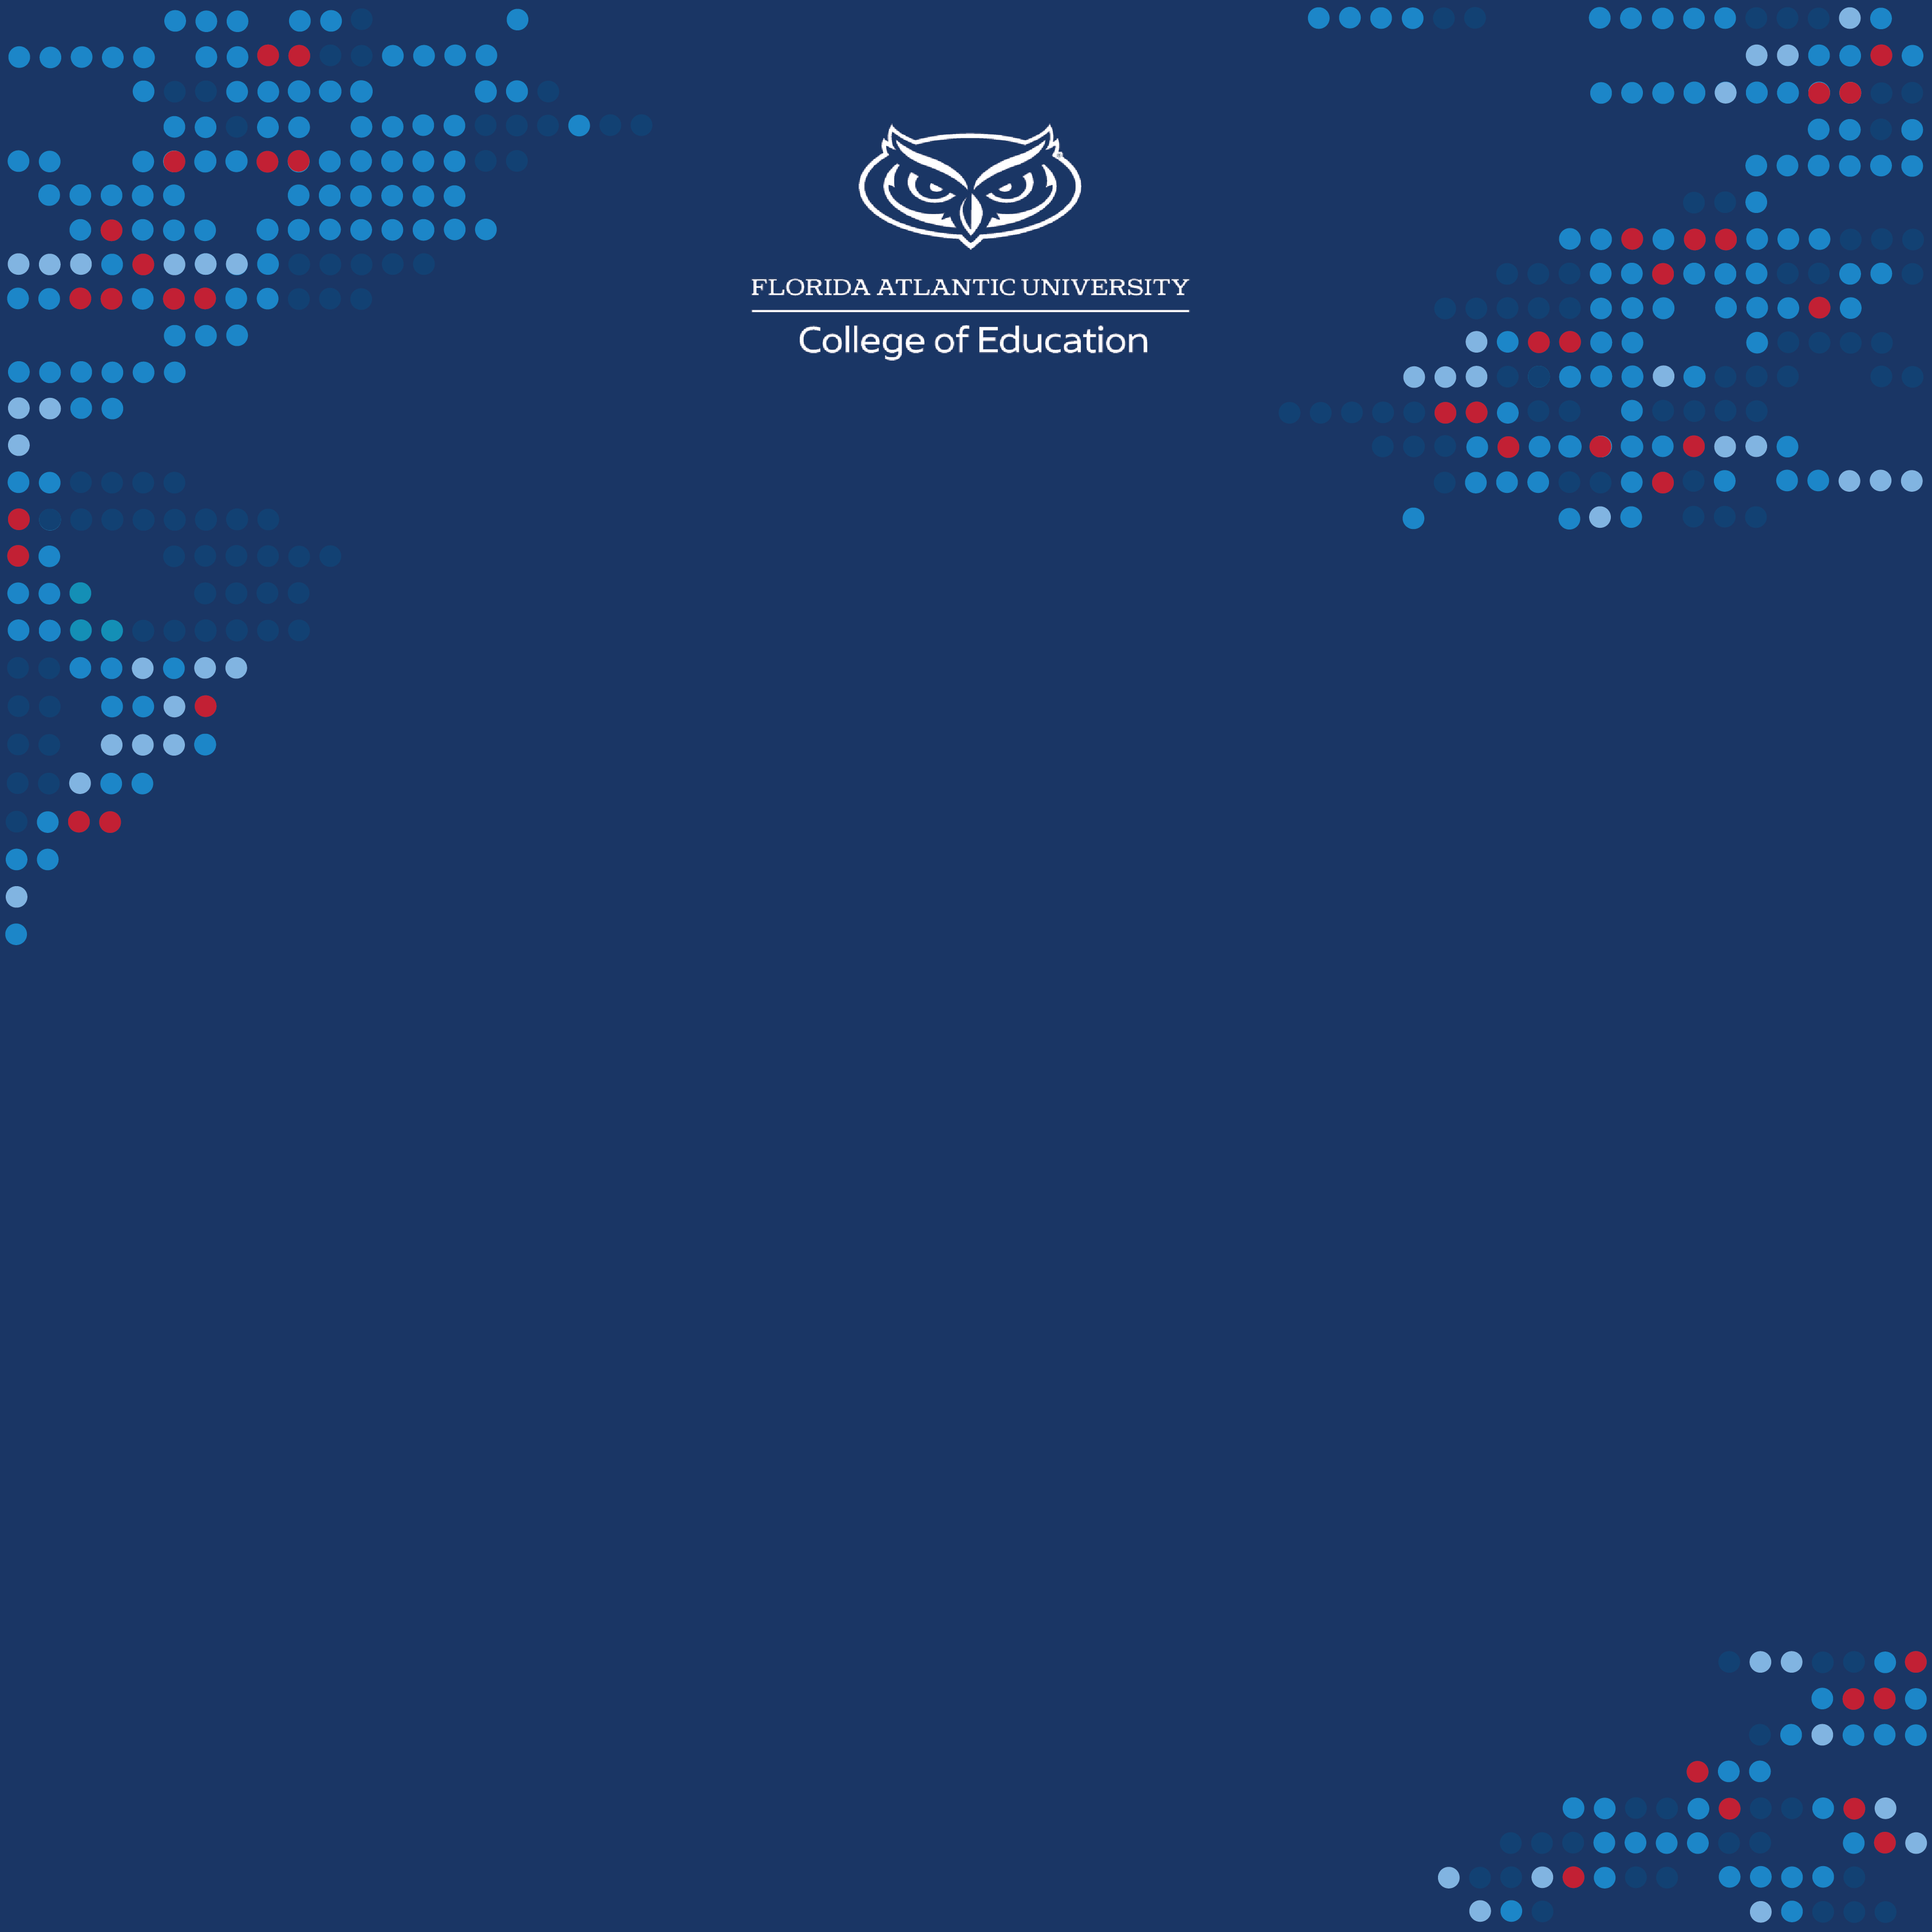 FLORIDA ATLANTIC UNIVERSITY
College of Education